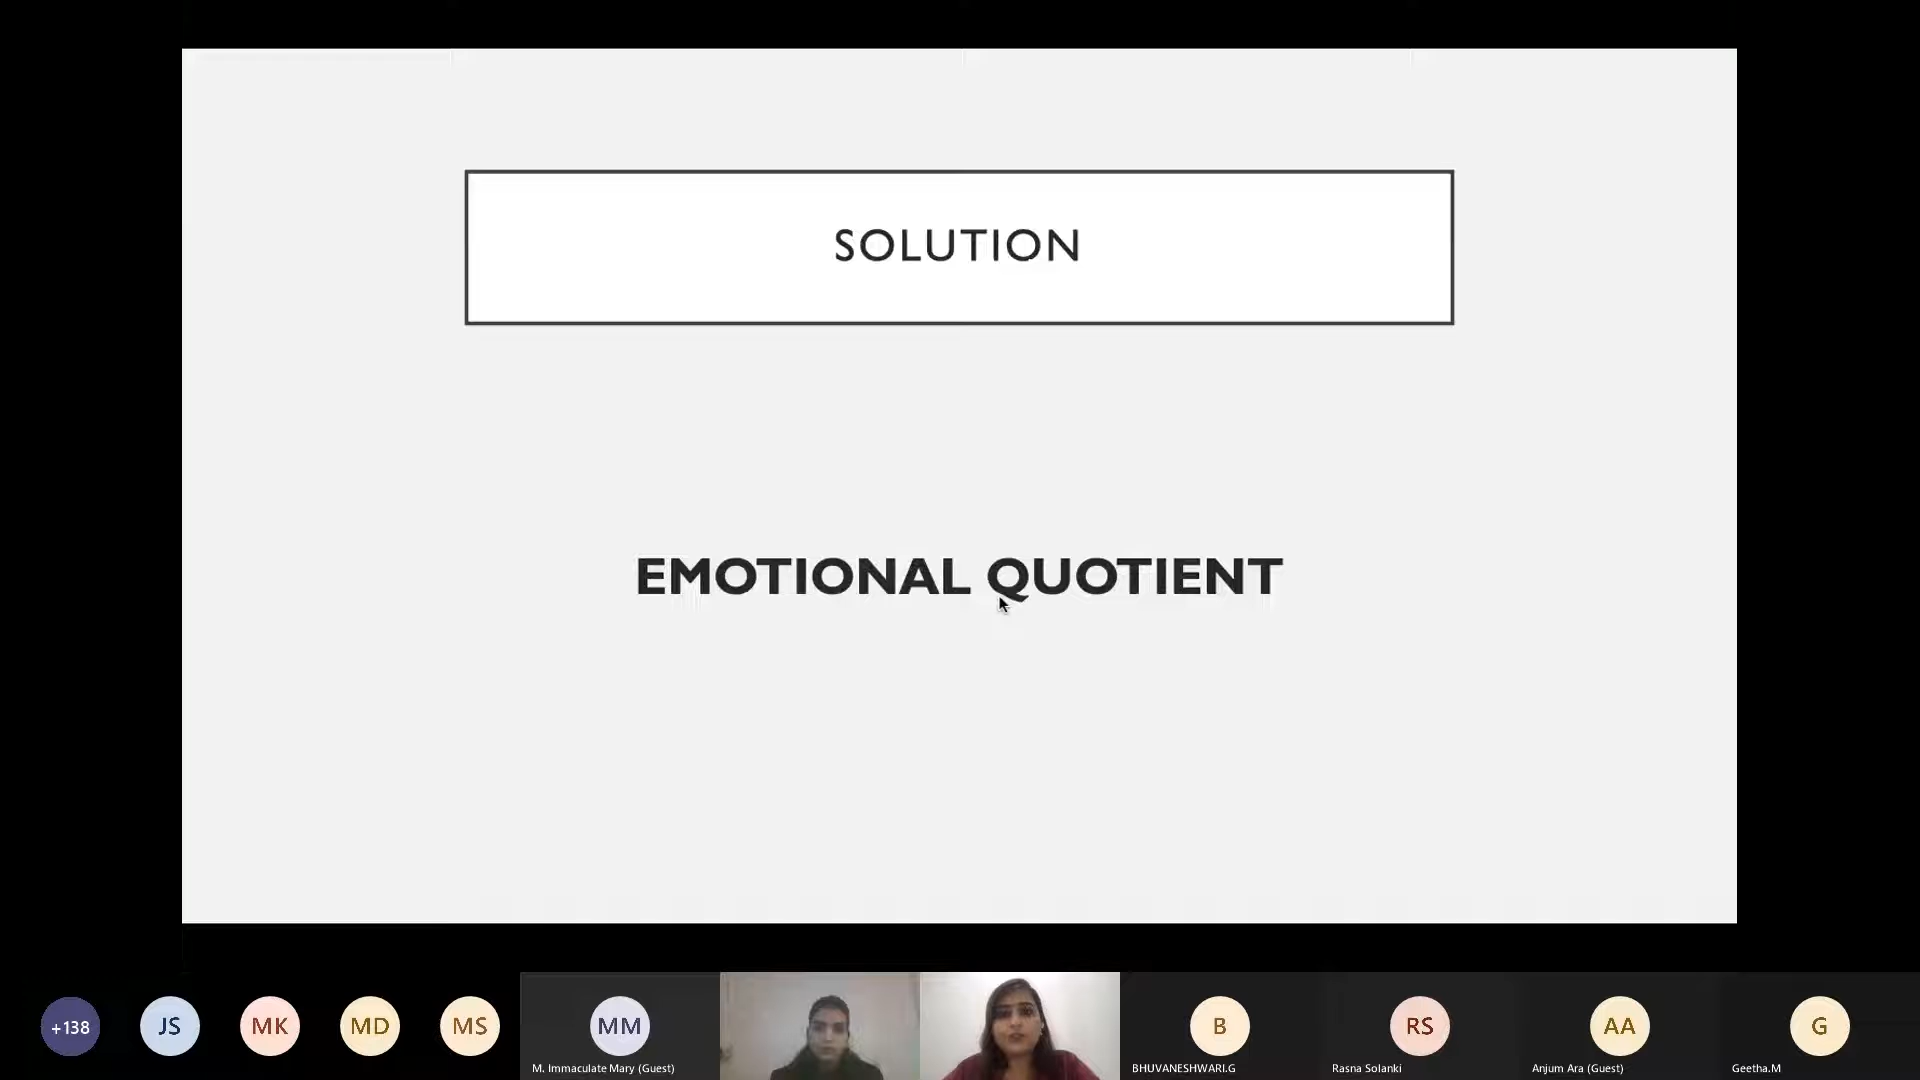 SOLUTION
EMOTIONAL QUOTIENT
+138
JS
MK
MD
MS
MM
B
RS
AA
G
M. Immaculate Mary (Guest)
BHUVANESHWARI.G
Rasna Solanki
Anjum Ara (Guest)
Geetha.M